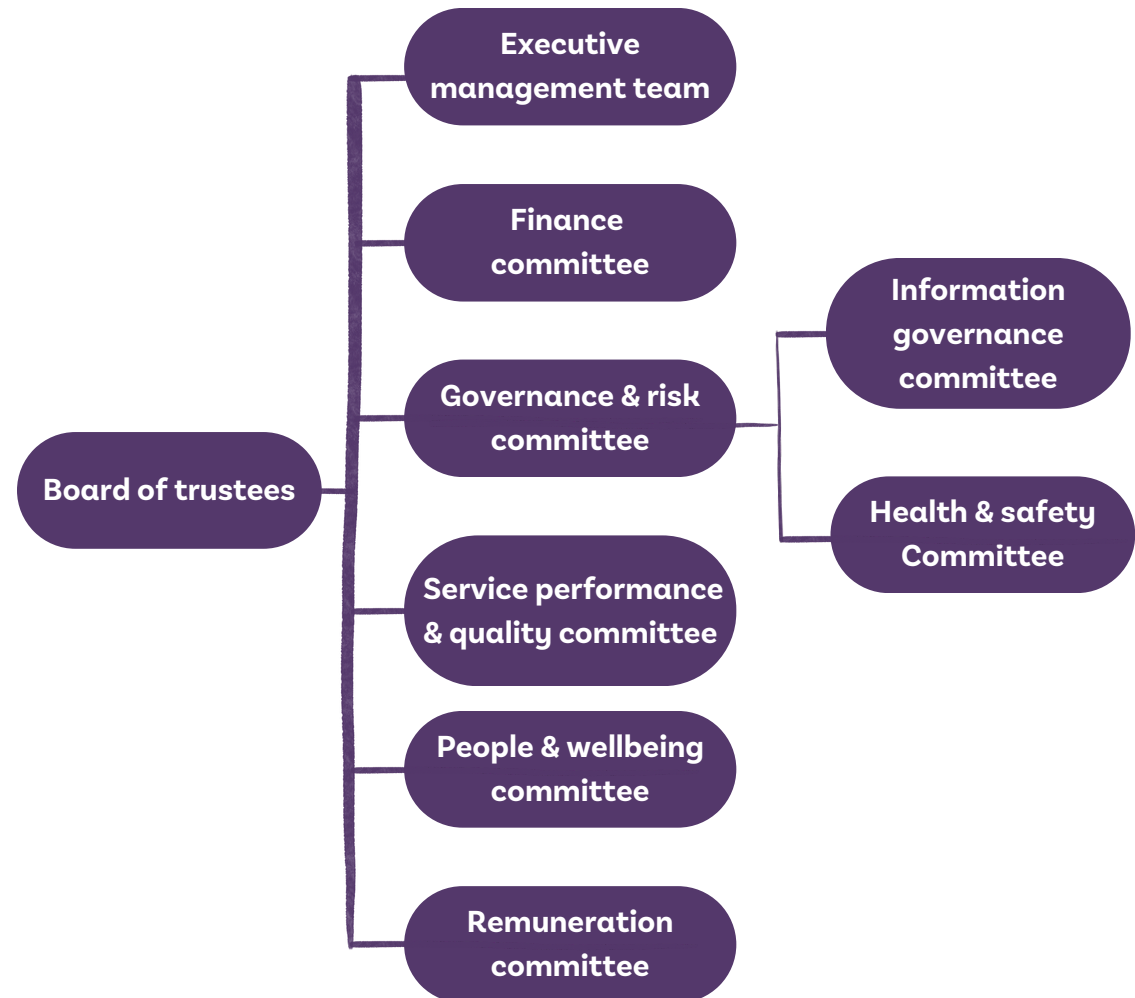 Board of trustees
Executive
management team
Finance
committee
Governance & risk
committee
Information
governance
committee
Health & safety
Committee
Service performance
& quality committee
People & wellbeing
committee
Remuneration
committee